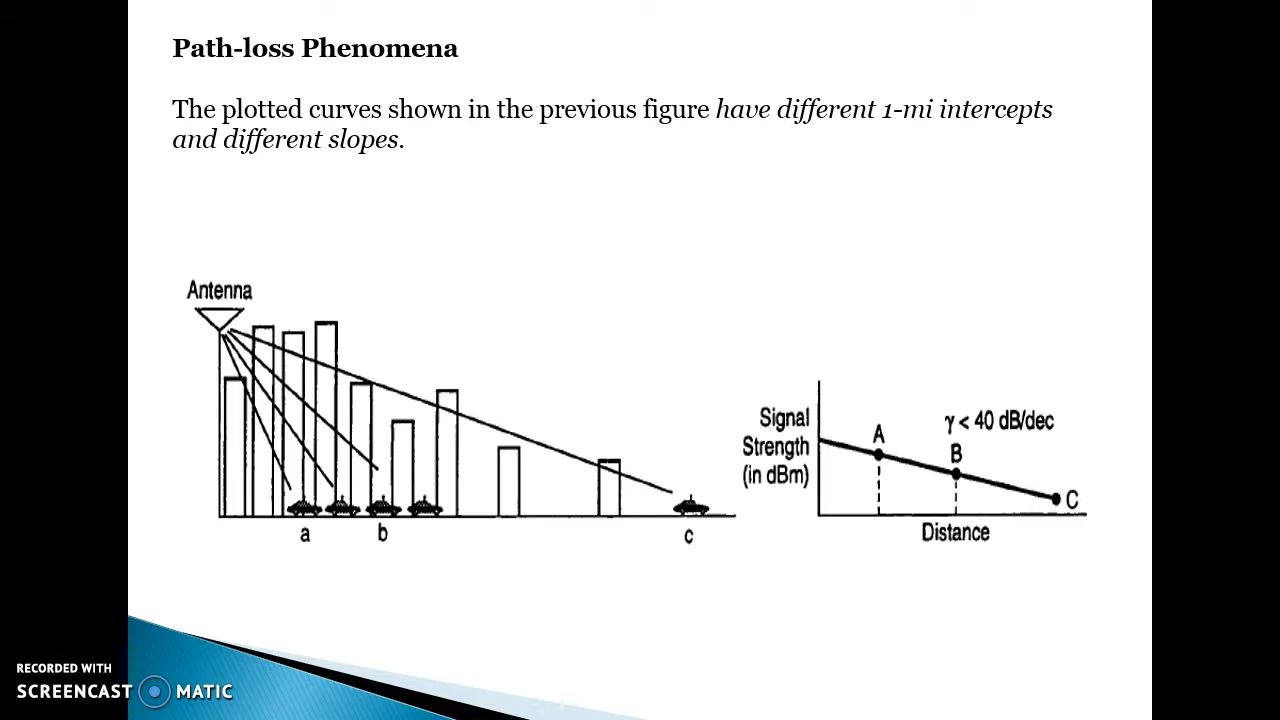 Path-loss Phenomena
The plotted curves shown in the previous figure have different 1-mi intercepts
and different slopes.
Antenna
a
b
c
Signal
Strength
(in dBm)
A
γ < 40 dB/dec
B
C
Distance
RECORDED WITH
SCREENCAST MATIC